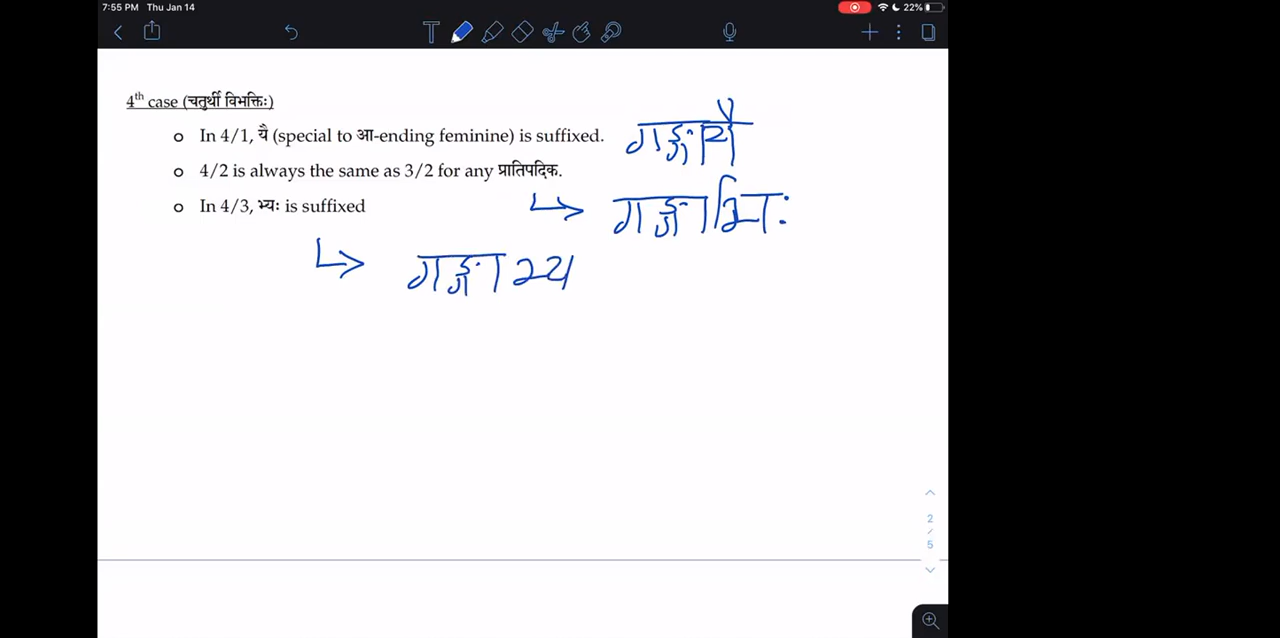 7:55 PM Thu Jan 14
22%
4th case (चतुर्थी विभक्तिः)
o In 4/1, यै (special to आ-ending feminine) is suffixed. गङ्गायै
o 4/2 is always the same as 3/2 for any प्रातिपदिक.
o In 4/3, भ्यः is suffixed
गङ्गाभिः
गङ्गाभ्य
2
/
5